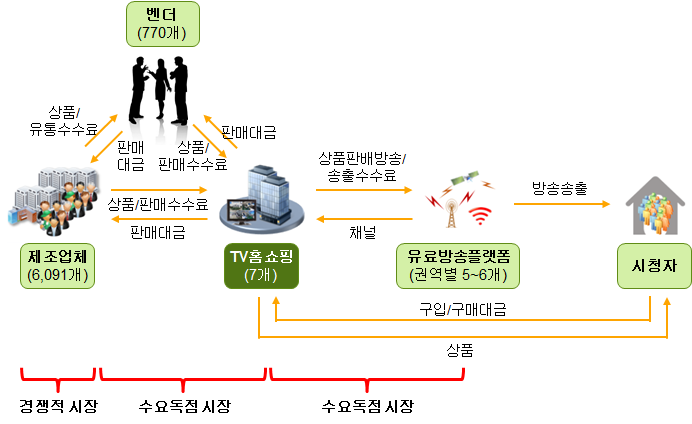 벤더
(770개)
상품/
유통수수료
판매
대금
상품/
판매수수료
판매대금
상품/판매수수료
판매대금
상품판배방송/
송출수수료
채널
방송송출
제조업체
(6,091개)
TV홈쇼핑
(7개)
유료방송플랫폼
(권역별 5~6개)
시청자
구입/구매대금
상품
경쟁적 시장
수요독점 시장
수요독점 시장